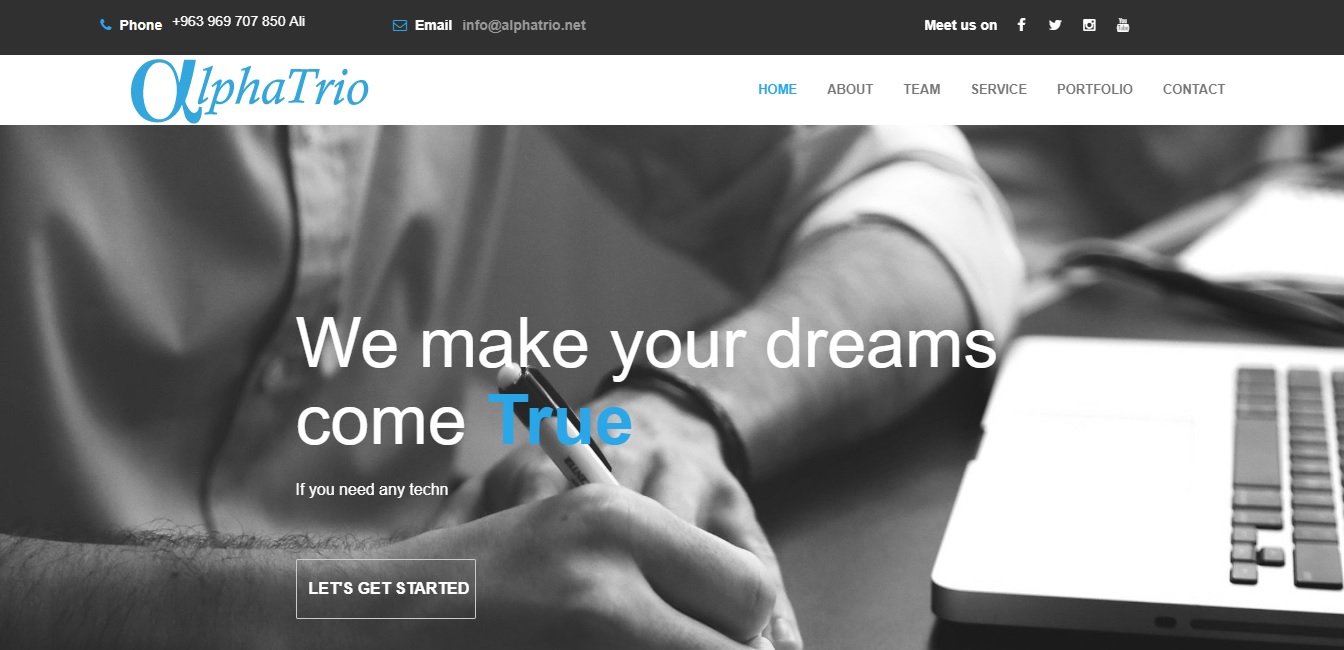 Phone +963 969 707 850 Ali
Email info@alphatrio.net
Meet us on
αlphaTrio
HOME ABOUT TEAM SERVICE PORTFOLIO CONTACT
We make your dreams
come True
If you need any techn
LET'S GET STARTED